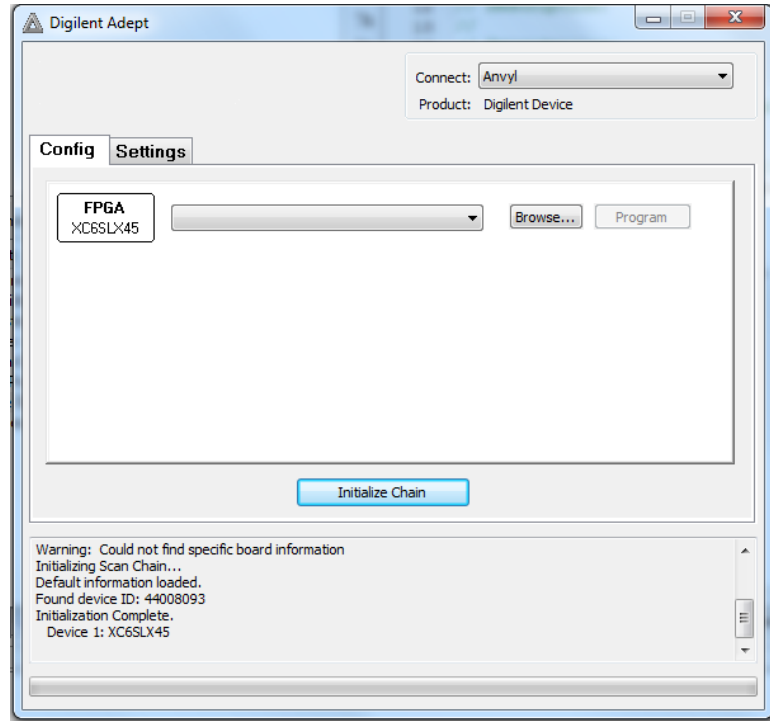 Digilent Adept
Connect: Anvyl
Product: Digilent Device
Config Settings
FPGA
XC6SLX45
Browse... Program
Initialize Chain
Warning: Could not find specific board information
Initializing Scan Chain...
Default information loaded.
Found device ID: 44008093
Initialization Complete.
Device 1: XC6SLX45